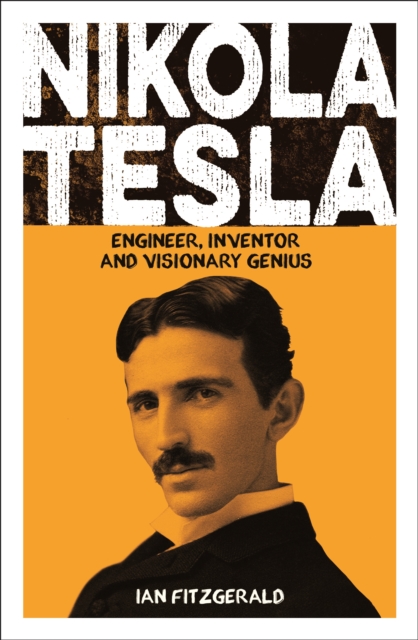 NIKOLA
TESLA
ENGINEER, INVENTOR
AND VISIONARY GENIUS
IAN FITZGERALD